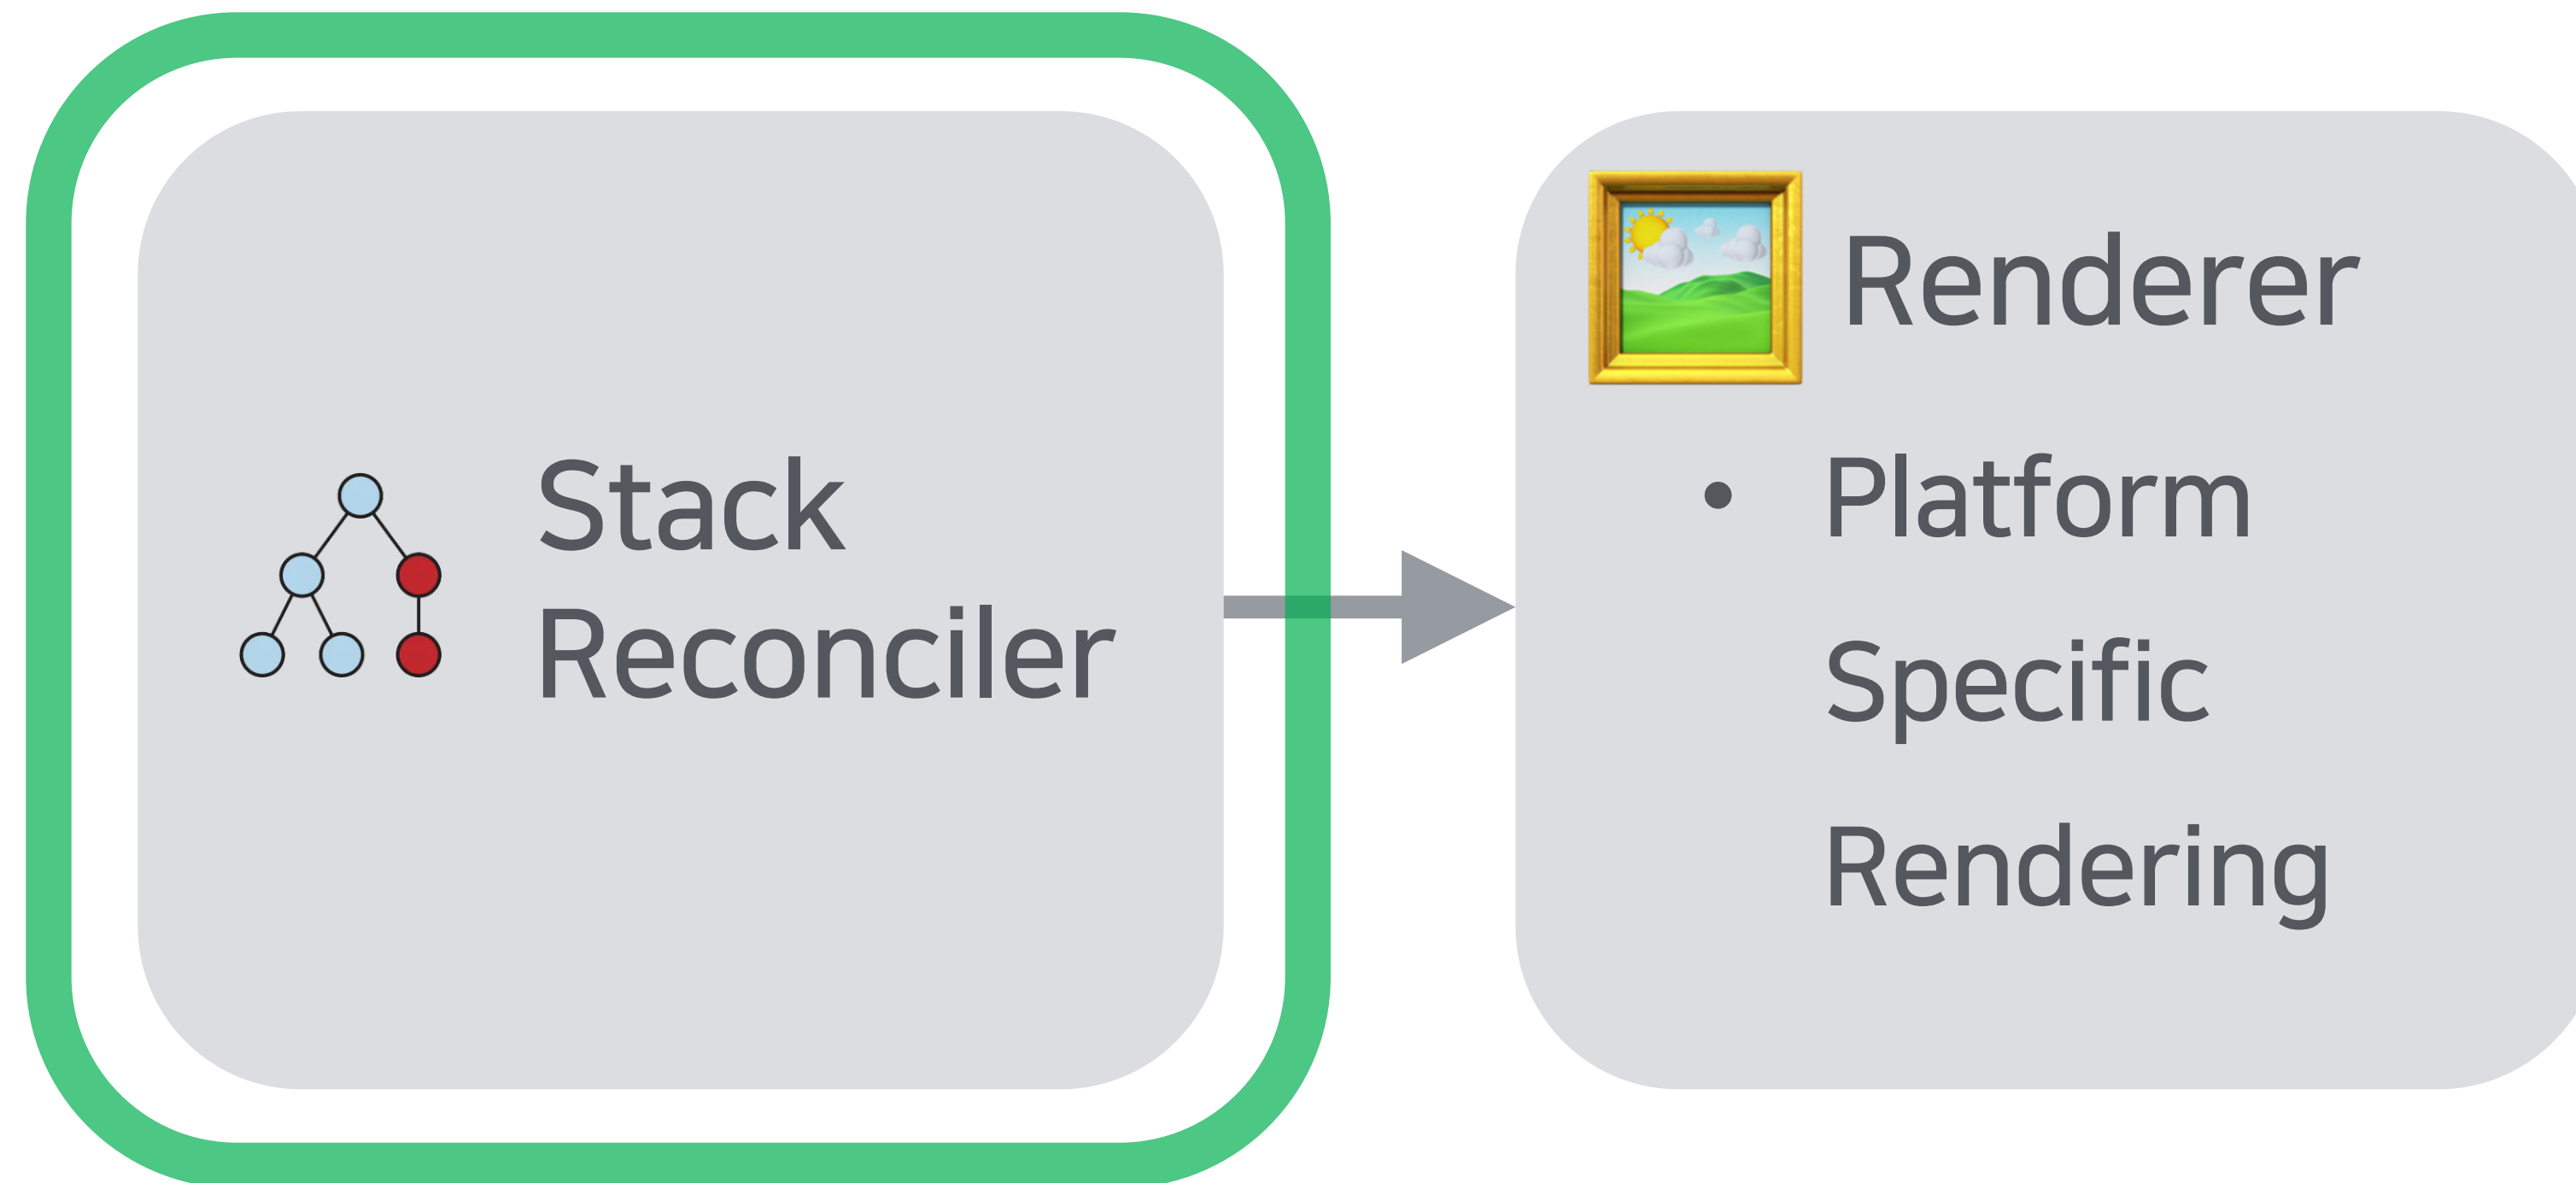 Stack
Reconciler
Renderer
• Platform
Specific
Rendering